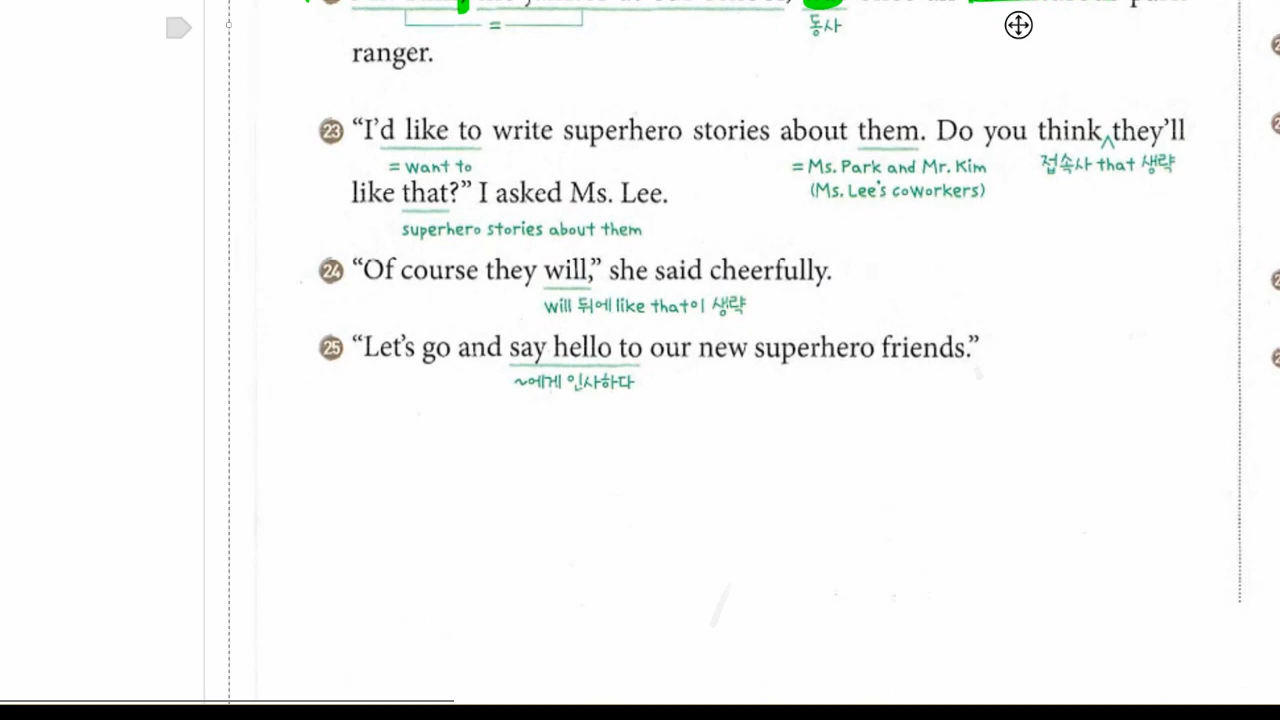 =
동사
ranger.
23 “I’d like to write superhero stories about them. Do you think they’ll
= want to
= Ms. Park and Mr. Kim
접속사 that 생략
(Ms. Lee's coworkers)
like that?” I asked Ms. Lee.
superhero stories about them
24 “Of course they will,” she said cheerfully.
will 뒤에 like that이 생략
25 “Let’s go and say hello to our new superhero friends.”
~에게 인사하다